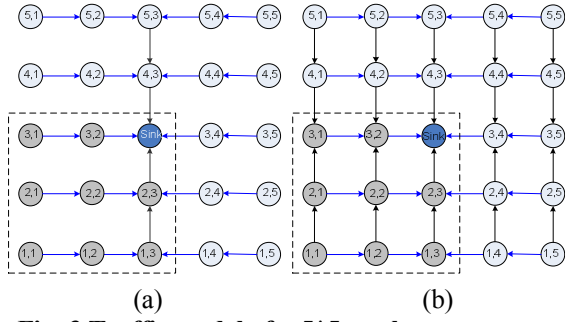 5,1 5,2 5,3 5,4 5,5 5,1 5,2 5,3 5,4 5,5
4,1 4,2 4,3 4,4 4,5 4,1 4,2 4,3 4,4 4,5
3,1 3,2 Sink 3,4 3,5 3,1 3,2 Sink 3,4 3,5
2,1 2,2 2,3 2,4 2,5 2,1 2,2 2,3 2,4 2,5
1,1 1,2 1,3 1,4 1,5 1,1 1,2 1,3 1,4 1,5
(a) (b)